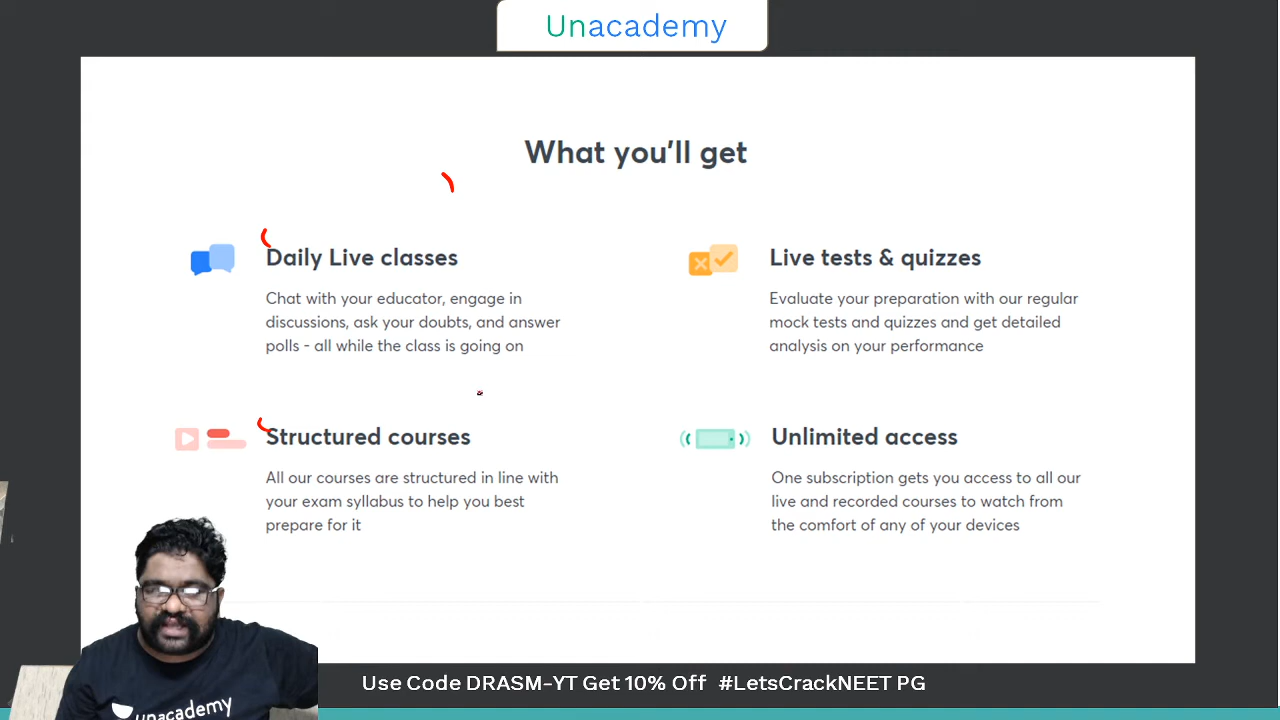 Unacademy
What you'll get
Daily Live classes
Chat with your educator, engage in
discussions, ask your doubts, and answer
polls - all while the class is going on
Live tests & quizzes
Evaluate your preparation with our regular
mock tests and quizzes and get detailed
analysis on your performance
Structured courses
All our courses are structured in line with
your exam syllabus to help you best
prepare for it
Unlimited access
One subscription gets you access to all our
live and recorded courses to watch from
the comfort of any of your devices
unacademy
Use Code DRASM-YT Get 10% Off #LetsCrackNEET PG